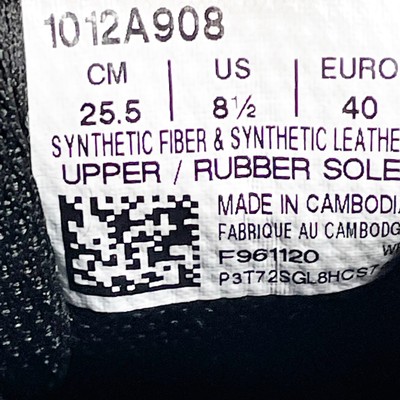 1012A908
CM US EURO
25.5 8½ 40
SYNTHETIC FIBER & SYNTHETIC LEATHE
UPPER / RUBBER SOLE
MADE IN CAMBODIA
FABRIQUE AU CAMBODG
F961120
P3T72SGL8HCS7